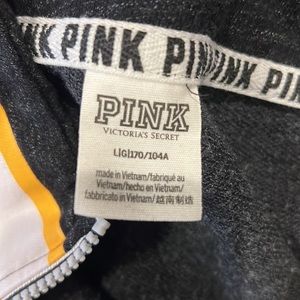 INK PINK PINK PINK
PINK
VICTORIA'S SECRET
L|G|170/104A
made in Vietnam/fabriqué au
Vietnam/hecho en Vietnam/
fabbricato in Vietnam/越南制造